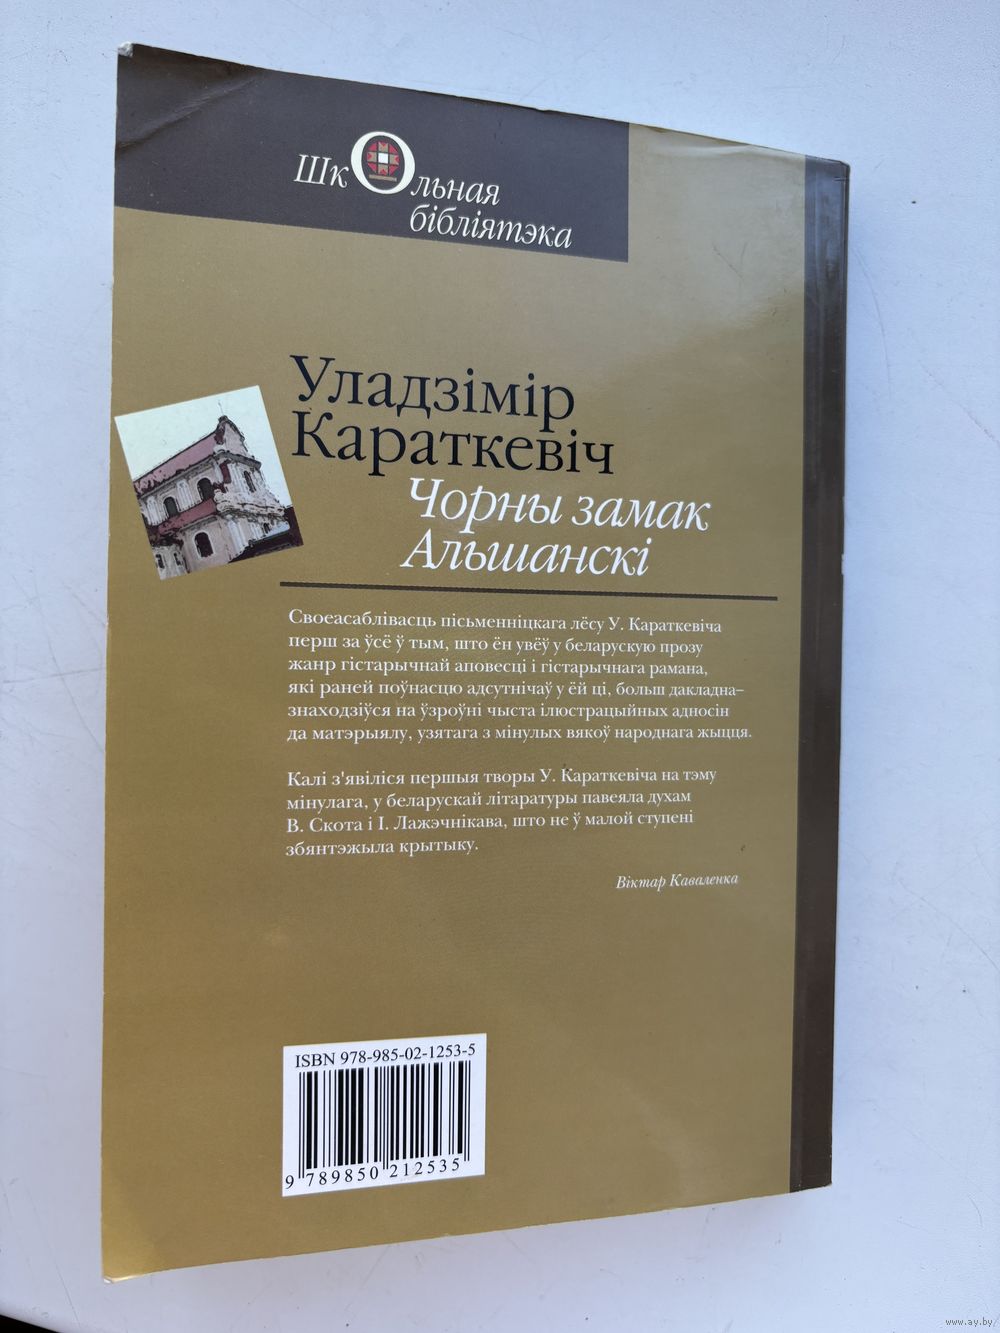 Школьная
бібліятэка
Уладзімір
Караткевіч
Чорны замак
Альшанскі
Своеасаблівасць пісьменніцкага лёсу У. Караткевіча
перш за ўсё ў тым, што ён увёў у беларускую прозу
жанр гістарычнай аповесці і гістарычнага рамана,
які раней поўнасцю адсутнічаў у ёй ці, больш дакладна–
знаходзіўся на ўзроўні чыста ілюстрацыйных адносін
да матэрыялу, узятага з мінулых вякоў народнага жыцця.
Калі з'явіліся першыя творы У. Караткевіча на тэму
мінулага, у беларускай літаратуры павеяла духам
В. Скота і І. Лажэчнікава, што не ў малой ступені
збянтэжыла крытыку.
Віктар Каваленка
ISBN 978-985-02-1253-5
9 789850 212535
www.ay.by